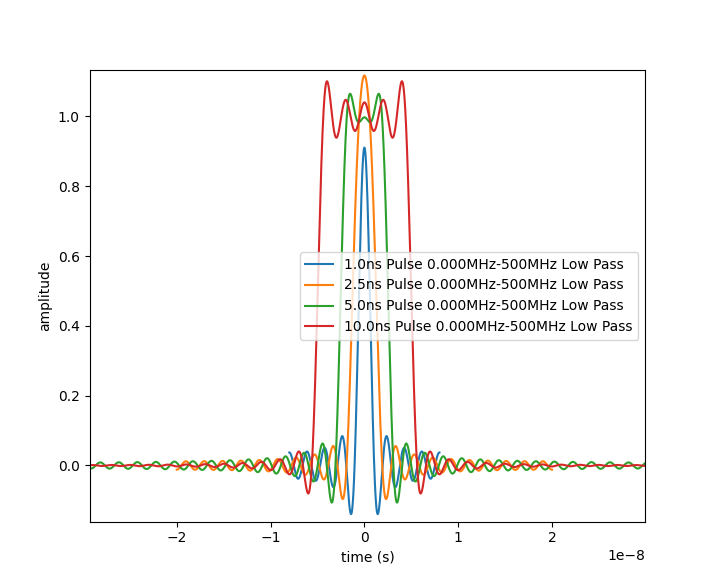 1.0
0.8
0.6
0.4
0.2
0.0
amplitude
1.0ns Pulse 0.000MHz-500MHz Low Pass
2.5ns Pulse 0.000MHz-500MHz Low Pass
5.0ns Pulse 0.000MHz-500MHz Low Pass
10.0ns Pulse 0.000MHz-500MHz Low Pass
−2 −1 0 1 2
1e−8
time (s)